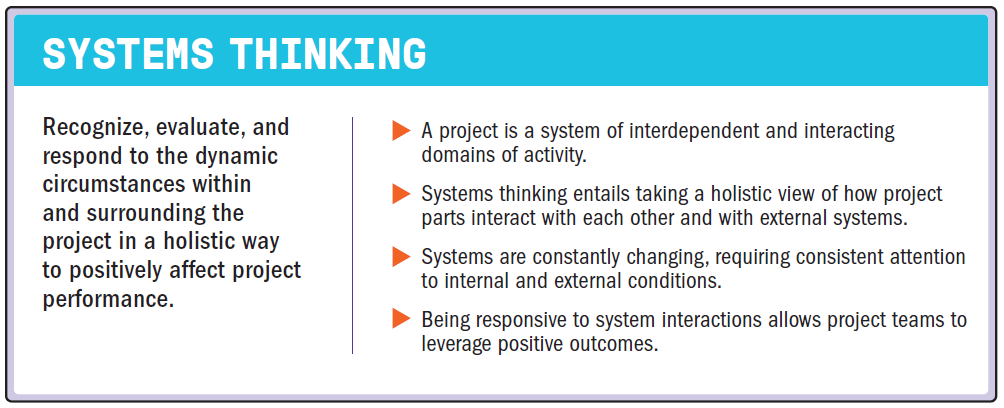 SYSTEMS THINKING
Recognize, evaluate, and
respond to the dynamic
circumstances within
and surrounding the
project in a holistic way
to positively affect project
performance.
A project is a system of interdependent and interacting
domains of activity.
Systems thinking entails taking a holistic view of how project
parts interact with each other and with external systems.
Systems are constantly changing, requiring consistent attention
to internal and external conditions.
Being responsive to system interactions allows project teams to
leverage positive outcomes.